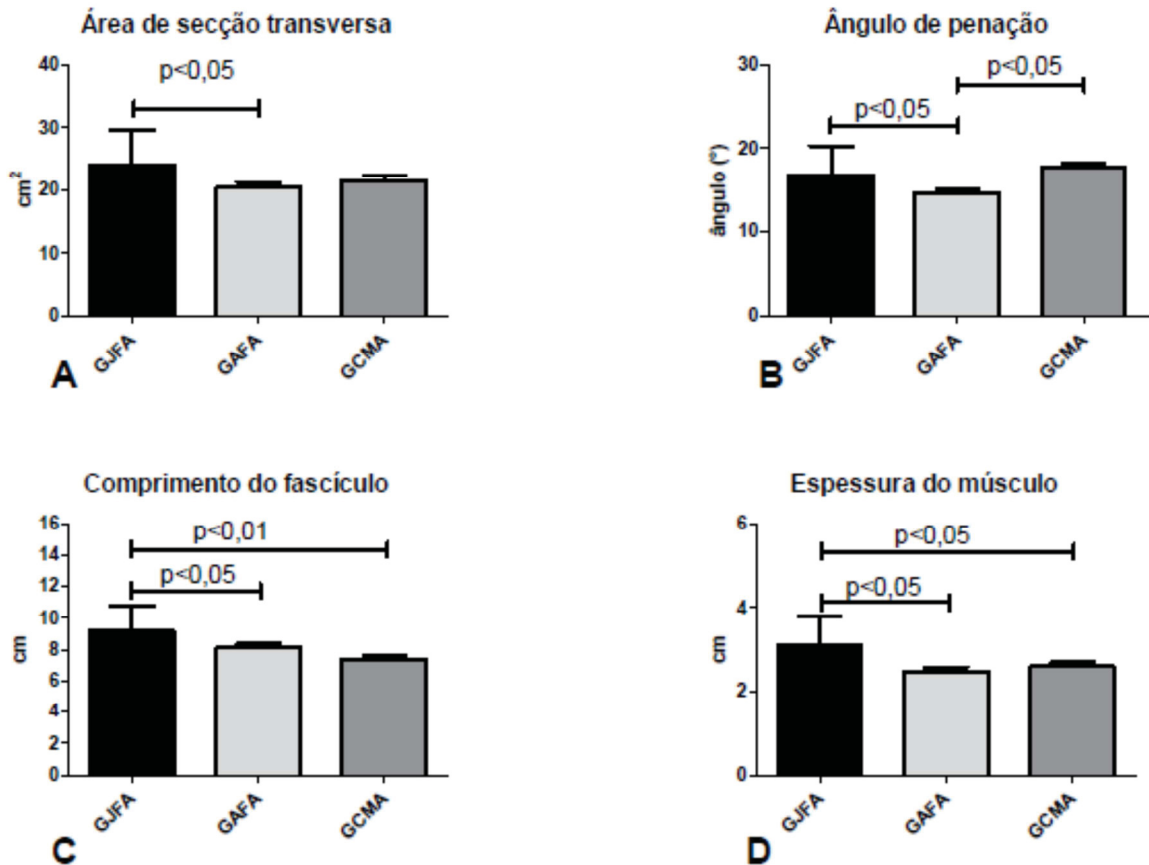 Área de secção transversa
40
30
20
10
0
cm²
p<0,05
GJFA
GAFA
GCMA
A
Ângulo de penação
30
20
10
0
ângulo (°)
p<0,05
p<0,05
GJFA
GAFA
GCMA
B
Comprimento do fascículo
16
14
12
10
8
6
4
2
0
cm
p<0,01
p<0,05
GJFA
GAFA
GCMA
C
Espessura do músculo
6
4
2
0
cm
p<0,05
p<0,05
GJFA
GAFA
GCMA
D